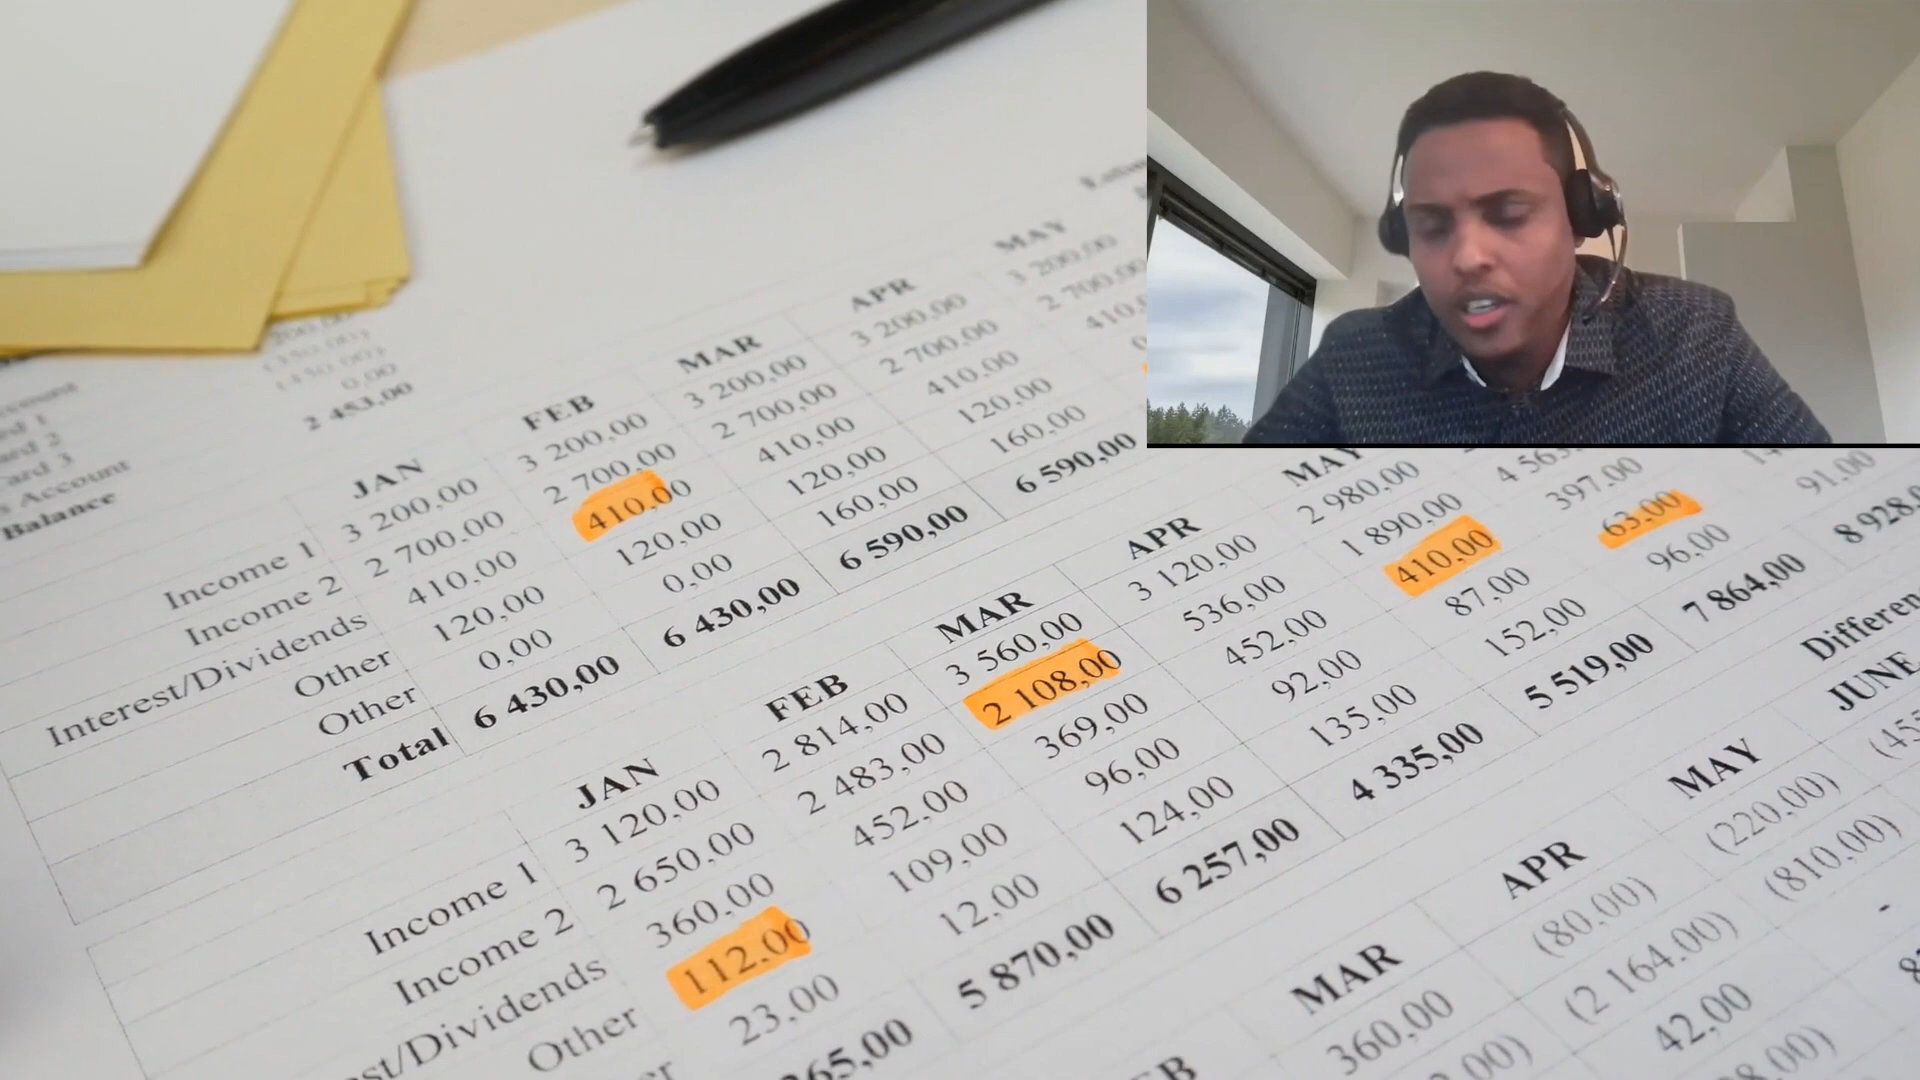 Account
Balance 2 453,00
JAN FEB MAR APR MAY
Income 1 3 200,00 3 200,00 3 200,00 3 200,00 3 200,00
Income 2 2 700,00 2 700,00 2 700,00 2 700,00 2 700,00
Interest/Dividends 410,00 410,00 410,00 410,00
Other 120,00 120,00 120,00 120,00
Other 0,00 0,00 160,00 160,00
Total 6 430,00 6 430,00 6 590,00 6 590,00
JAN FEB MAR APR MAY
Income 1 3 120,00 2 814,00 3 560,00 3 120,00 2 980,00
Income 2 2 650,00 2 483,00 2 108,00 536,00 1 890,00
est/Dividends 360,00 452,00 369,00 452,00 410,00 397,00
Other 112,00 109,00 96,00 92,00 87,00 63,00
23,00 12,00 124,00 135,00 152,00 96,00 91,00
5 870,00 6 257,00 4 335,00 5 519,00 7 864,00
MAR APR MAY JUNE
360,00 (80,00) (220,00)
(2 164,00) (810,00)
42,00 -